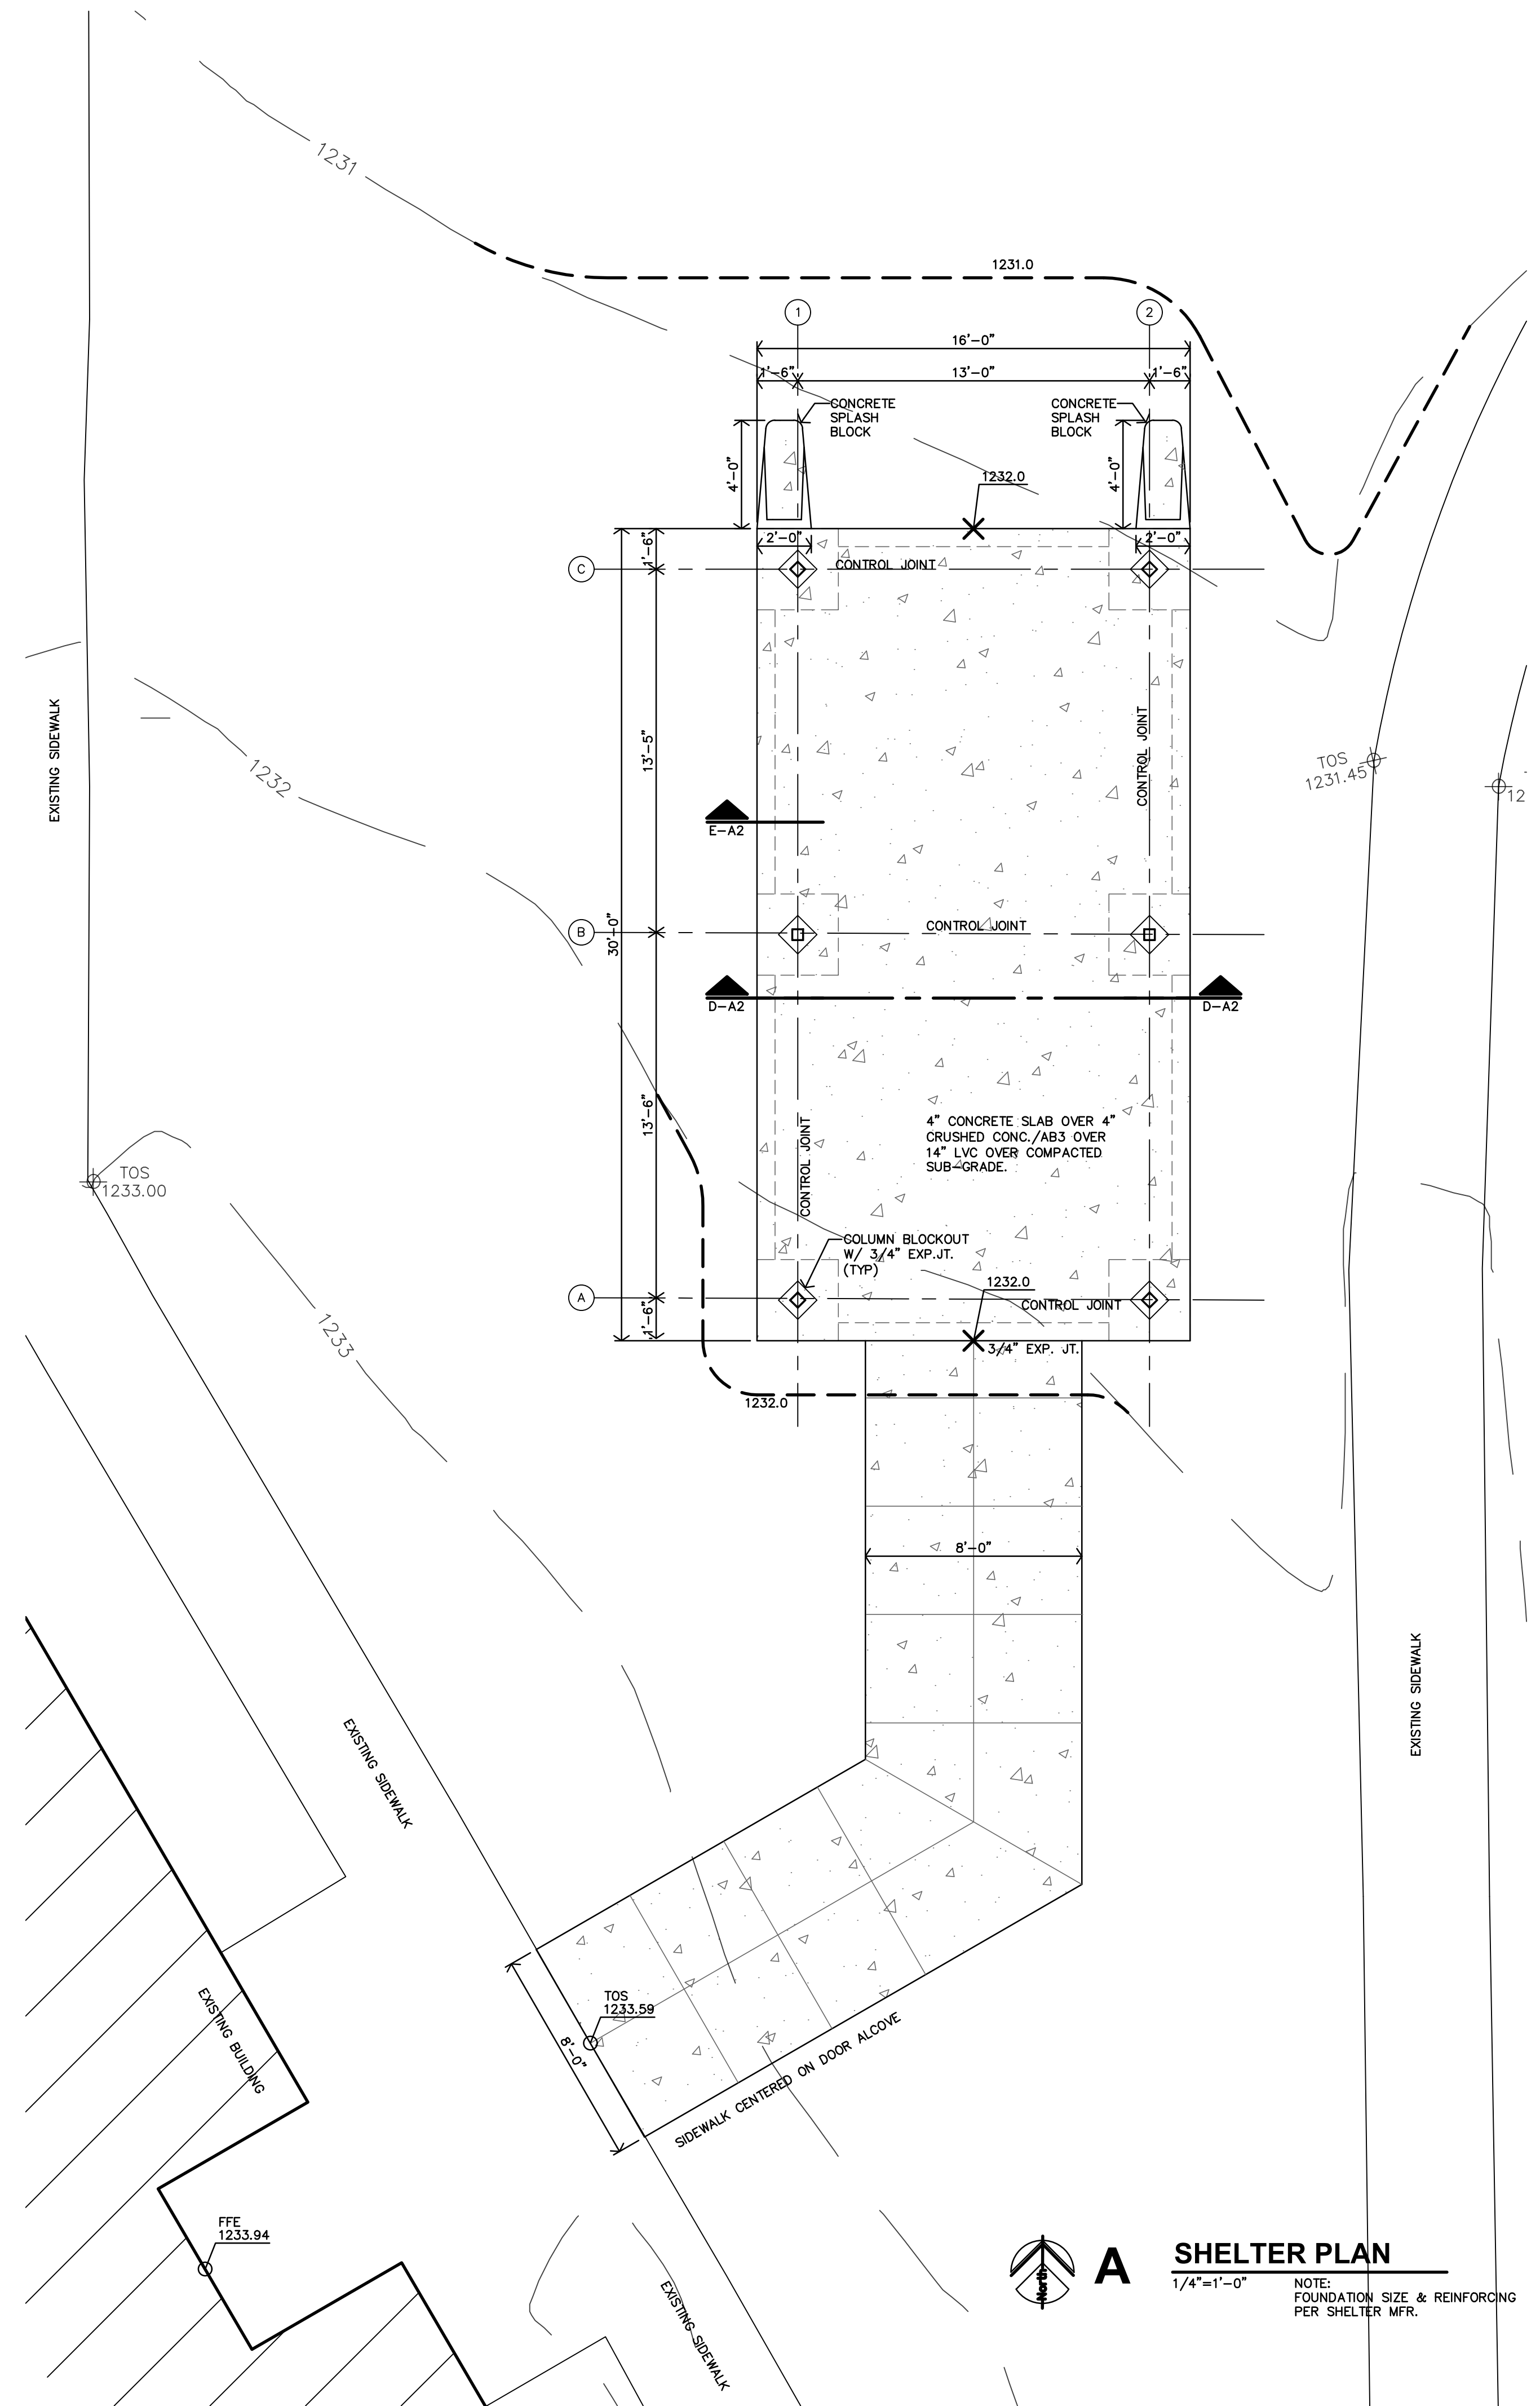 1231
1231.0
1
2
16'-0"
1'-6"
13'-0"
1'-6"
CONCRETE
SPLASH
BLOCK
CONCRETE
SPLASH
BLOCK
4'-0"
4'-0"
1232.0
2'-0"
2'-0"
1'-6"
C
CONTROL JOINT
EXISTING SIDEWALK
1232
13'-5"
CONTROL JOINT
TOS
1231.45
12
E-A2
B
30'-0"
CONTROL JOINT
D-A2
D-A2
13'-6"
CONTROL JOINT
4" CONCRETE SLAB OVER 4"
CRUSHED CONC./AB3 OVER
14" LVC OVER COMPACTED
SUB-GRADE.
TOS
1233.00
COLUMN BLOCKOUT
W/ 3/4" EXP.JT.
(TYP)
1232.0
A
CONTROL JOINT
1'-6"
3/4" EXP. JT.
1233
1232.0
8'-0"
EXISTING SIDEWALK
EXISTING SIDEWALK
TOS
1233.59
8'-0"
SIDEWALK CENTERED ON DOOR ALCOVE
EXISTING BUILDING
FFE
1233.94
EXISTING SIDEWALK
North
A
SHELTER PLAN
1/4"=1'-0"
NOTE:
FOUNDATION SIZE & REINFORCING
PER SHELTER MFR.